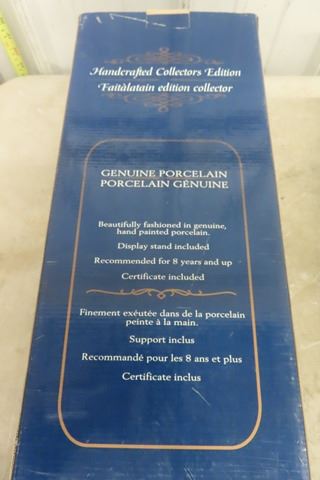 Handcrafted Collectors Edition
Faitàlatain edition collector
GENUINE PORCELAIN
PORCELAIN GÉNUINE
Beautifully fashioned in genuine,
hand painted porcelain.
Display stand included
Recommended for 8 years and up
Certificate included
Finement exéutée dans de la porcelain
peinte à la main.
Support inclus
Recommandé pour les 8 ans et plus
Certificate inclus